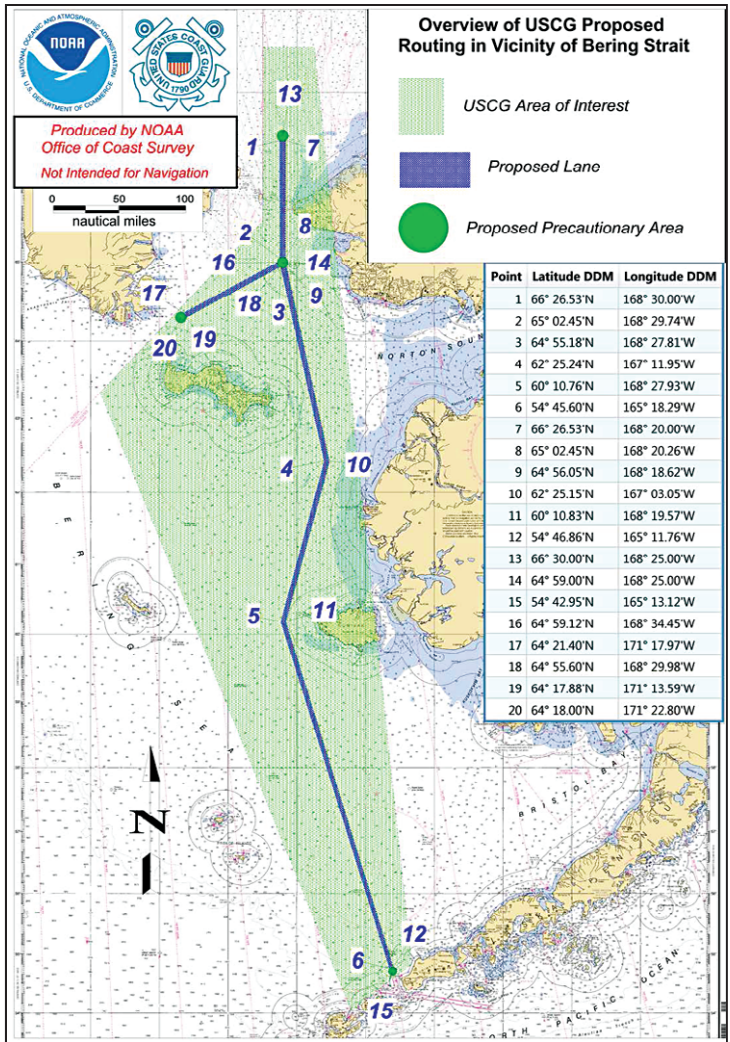 NATIONAL OCEANIC AND ATMOSPHERIC ADMINISTRATION
NOAA
U.S. DEPARTMENT OF COMMERCE
UNITED STATES COAST GUARD
1790
Produced by NOAA
Office of Coast Survey
Not Intended for Navigation
0 50 100
nautical miles
Overview of USCG Proposed
Routing in Vicinity of Bering Strait
USCG Area of Interest
Proposed Lane
Proposed Precautionary Area
13
1 7
2 8
16 14
17 18 3 9
20 19
4 10
5 11
12
6
15
N
NORTON SOUN
BERING SEA
BRISTOL BAY
NORTH PACIFIC OCEAN
Point Latitude DDM Longitude DDM
1 66° 26.53'N 168° 30.00'W
2 65° 02.45'N 168° 29.74'W
3 64° 55.18'N 168° 27.81'W
4 62° 25.24'N 167° 11.95'W
5 60° 10.76'N 168° 27.93'W
6 54° 45.60'N 165° 18.29'W
7 66° 26.53'N 168° 20.00'W
8 65° 02.45'N 168° 20.26'W
9 64° 56.05'N 168° 18.62'W
10 62° 25.15'N 167° 03.05'W
11 60° 10.83'N 168° 19.57'W
12 54° 46.86'N 165° 11.76'W
13 66° 30.00'N 168° 25.00'W
14 64° 59.00'N 168° 25.00'W
15 54° 42.95'N 165° 13.12'W
16 64° 59.12'N 168° 34.45'W
17 64° 21.40'N 171° 17.97'W
18 64° 55.60'N 168° 29.98'W
19 64° 17.88'N 171° 13.59'W
20 64° 18.00'N 171° 22.80'W